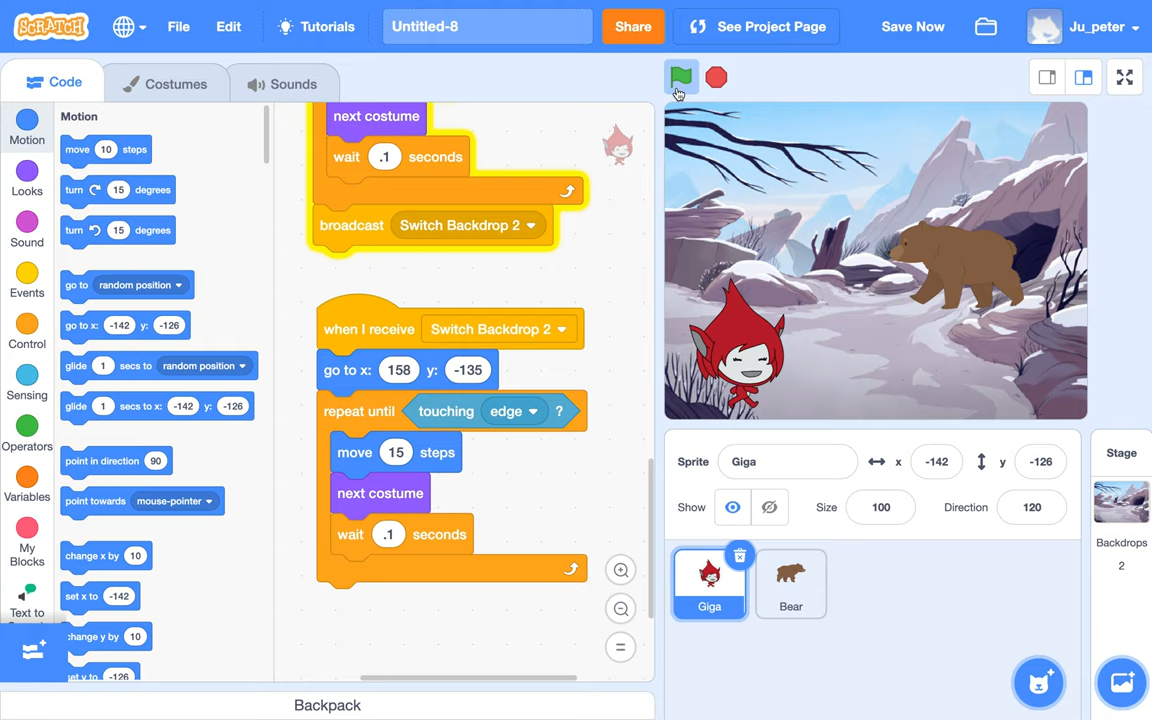 SCRATCH
File
Edit
Tutorials
Untitled-8
Share
See Project Page
Save Now
Ju_peter
Code
Costumes
Sounds
Motion
Looks
Sound
Events
Control
Sensing
Operators
Variables
My
Blocks
Text to
Motion
move 10 steps
turn 15 degrees
turn 15 degrees
go to random position
go to x: -142 y: -126
glide 1 secs to random position
glide 1 secs to x: -142 y: -126
point in direction 90
point towards mouse-pointer
change x by 10
set x to -142
change y by 10
set y to -126
next costume
wait .1 seconds
broadcast Switch Backdrop 2
when I receive Switch Backdrop 2
go to x: 158 y: -135
repeat until touching edge ?
move 15 steps
next costume
wait .1 seconds
Backpack
Sprite Giga x -142 y -126
Show Size 100 Direction 120
Giga
Bear
Stage
Backdrops
2